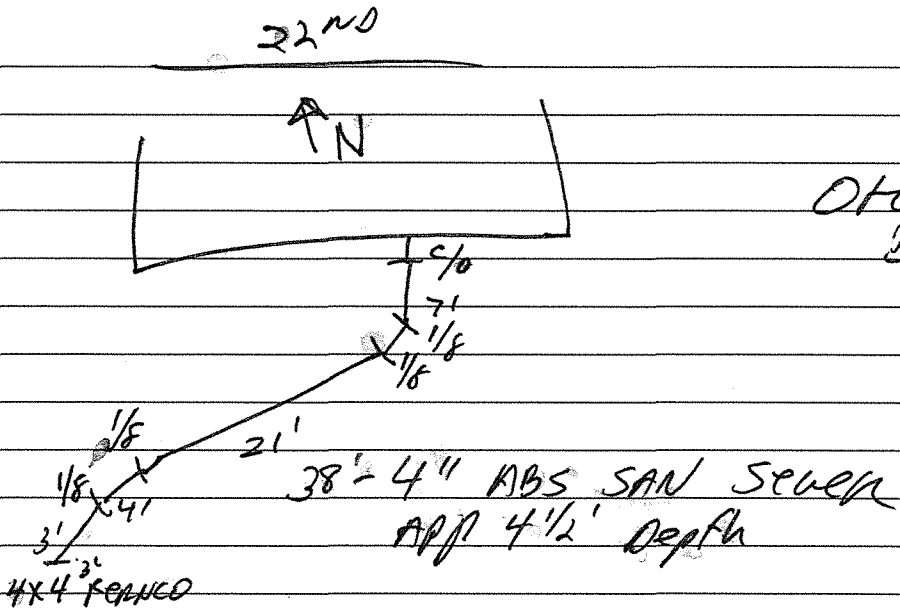 22ND
N
C/O
7'
1/8
1/8
1/8
21'
1/8
4'
3'
3'
4X4 FERNCO
38'- 4" ABS SAN Sewer
APP 4 1/2' Depth